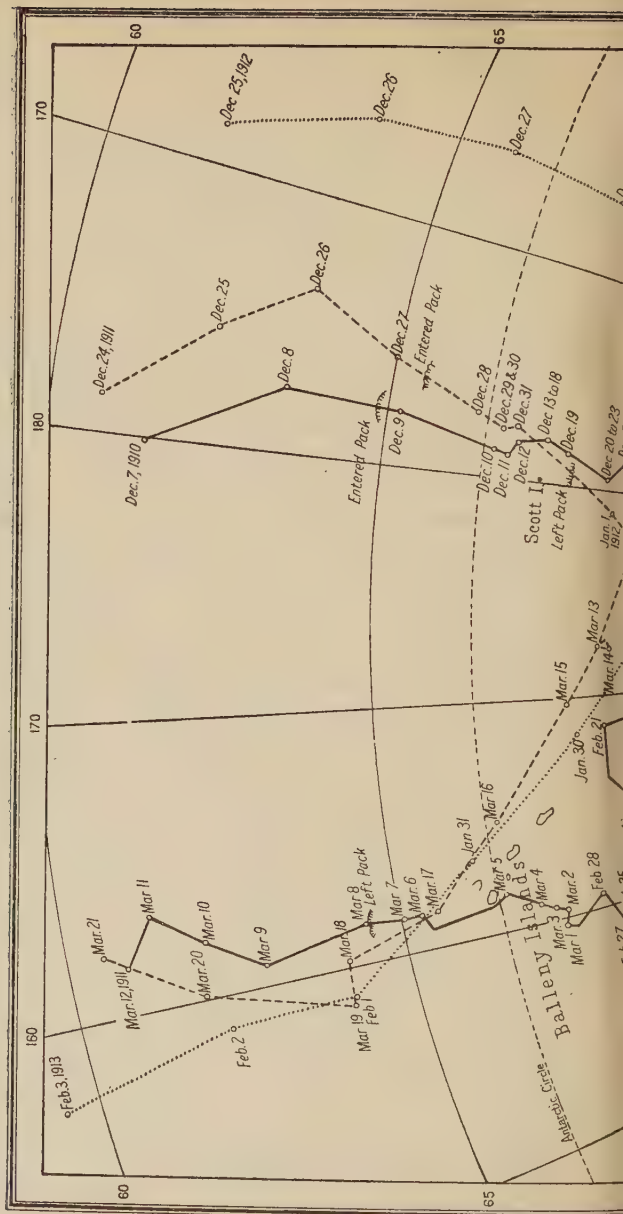 60
65
170
Dec 25, 1912
Dec.26
Dec.27
Dec.24, 1911
Dec.25
Dec.26
Dec.27
Entered Pack
180
Dec.7, 1910
Dec.8
Entered Pack
Dec.9
Dec.28
Dec.29 & 30
Dec.31
Dec.10
Dec.11
Dec.12
Dec 13 to 18
Dec.19
Scott I.
Left Pack
Dec 20 to 23
Jan. 1
1912
Mar 13
Mar. 14
Mar.15
170
Feb. 21
Jan. 30
Mar 16
Jan 31
Mar 5
Mar 4
Mar. 2
Mar. 3
Mar 1
Feb 28
Balleny Islands
Mar. 21
Mar 11
Mar. 12, 1911
Mar. 10
Mar. 20
Mar. 9
Mar. 8
Left Pack
Mar. 7
Mar. 6
Mar. 17
Mar. 18
Mar 19
Feb 1
Feb. 2
160
Feb. 3. 1913
Antarctic Circle
60
65